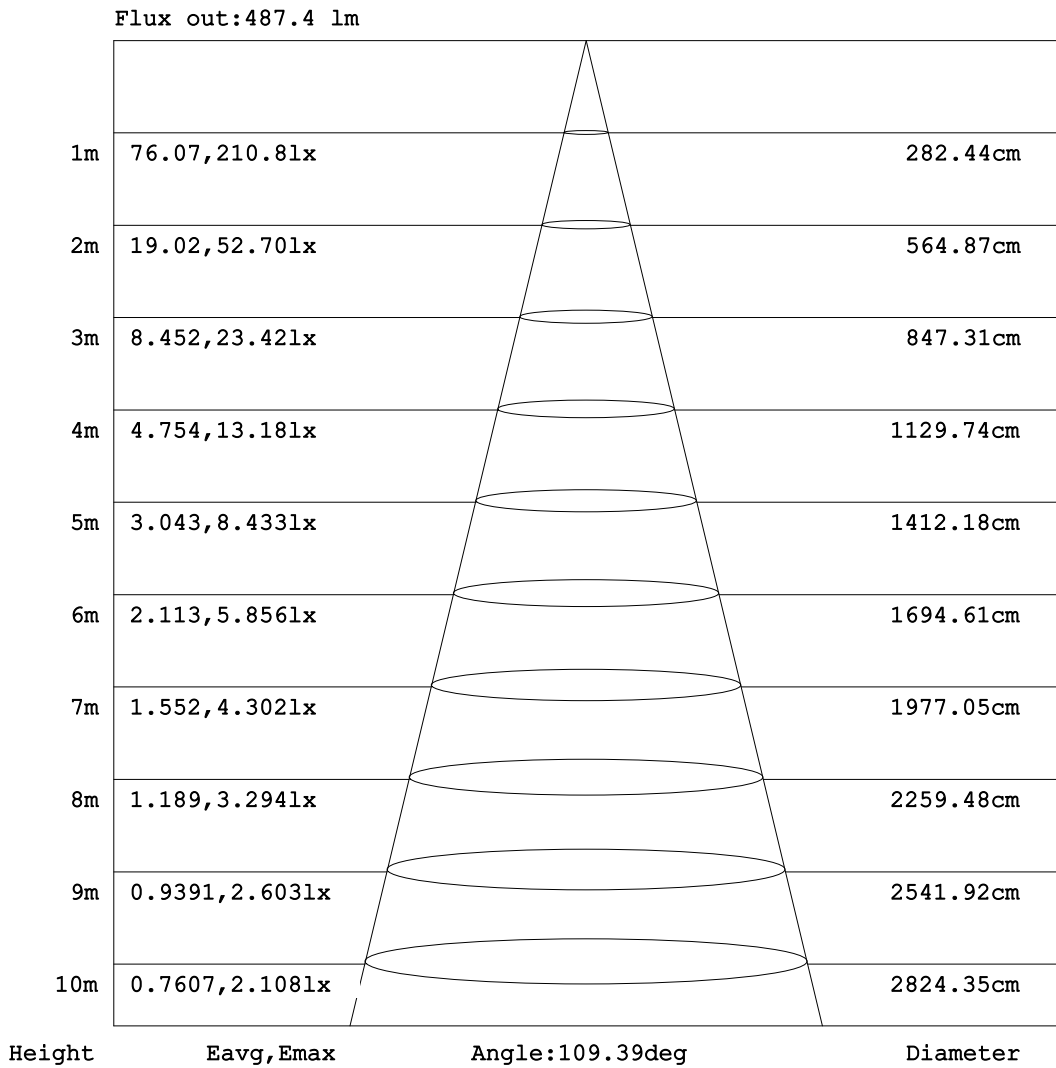 Flux out:487.4 lm
1m 76.07,210.8lx 282.44cm
2m 19.02,52.70lx 564.87cm
3m 8.452,23.42lx 847.31cm
4m 4.754,13.18lx 1129.74cm
5m 3.043,8.433lx 1412.18cm
6m 2.113,5.856lx 1694.61cm
7m 1.552,4.302lx 1977.05cm
8m 1.189,3.294lx 2259.48cm
9m 0.9391,2.603lx 2541.92cm
10m 0.7607,2.108lx 2824.35cm
Height Eavg,Emax Angle:109.39deg Diameter